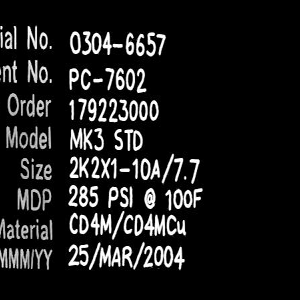 ial No. 0304-6657
ent No. PC-7602
Order 179223000
Model MK3 STD
Size 2K2X1-10A/7.7
MDP 285 PSI @ 100F
Material CD4M/CD4MCu
MMM/YY 25/MAR/2004